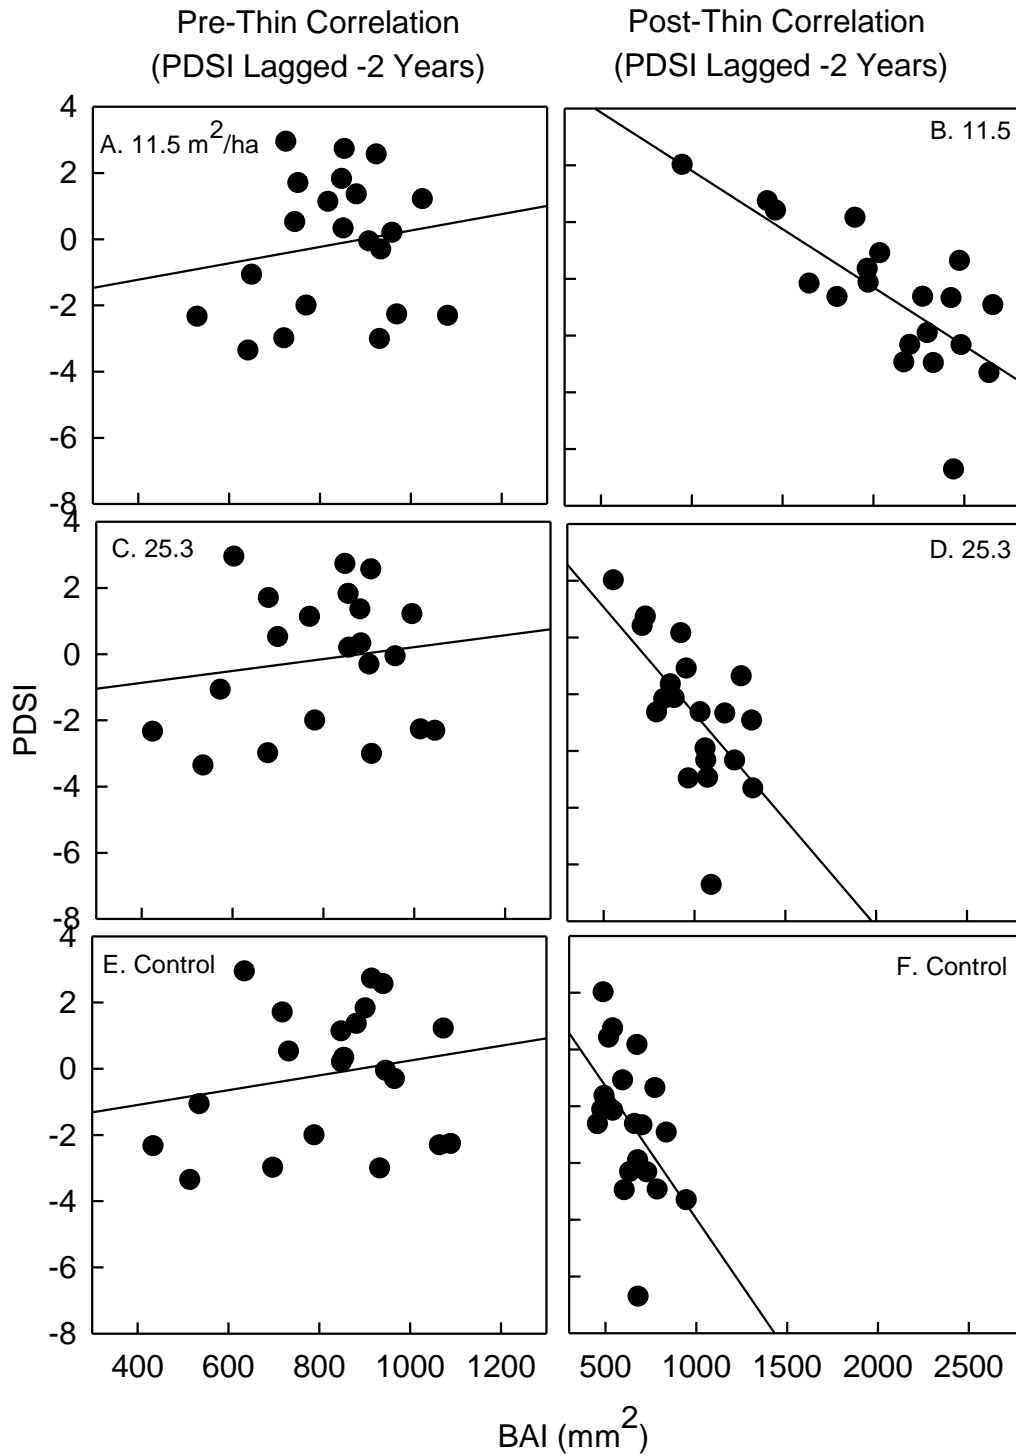 Pre-Thin Correlation
(PDSI Lagged -2 Years)
Post-Thin Correlation
(PDSI Lagged -2 Years)
4
2
0
-2
-4
-6
-8
A. 11.5 m²/ha
B. 11.5
4
2
0
-2
-4
-6
-8
C. 25.3
D. 25.3
PDSI
4
2
0
-2
-4
-6
-8
E. Control
F. Control
400 600 800 1000 1200
500 1000 1500 2000 2500
BAI (mm²)